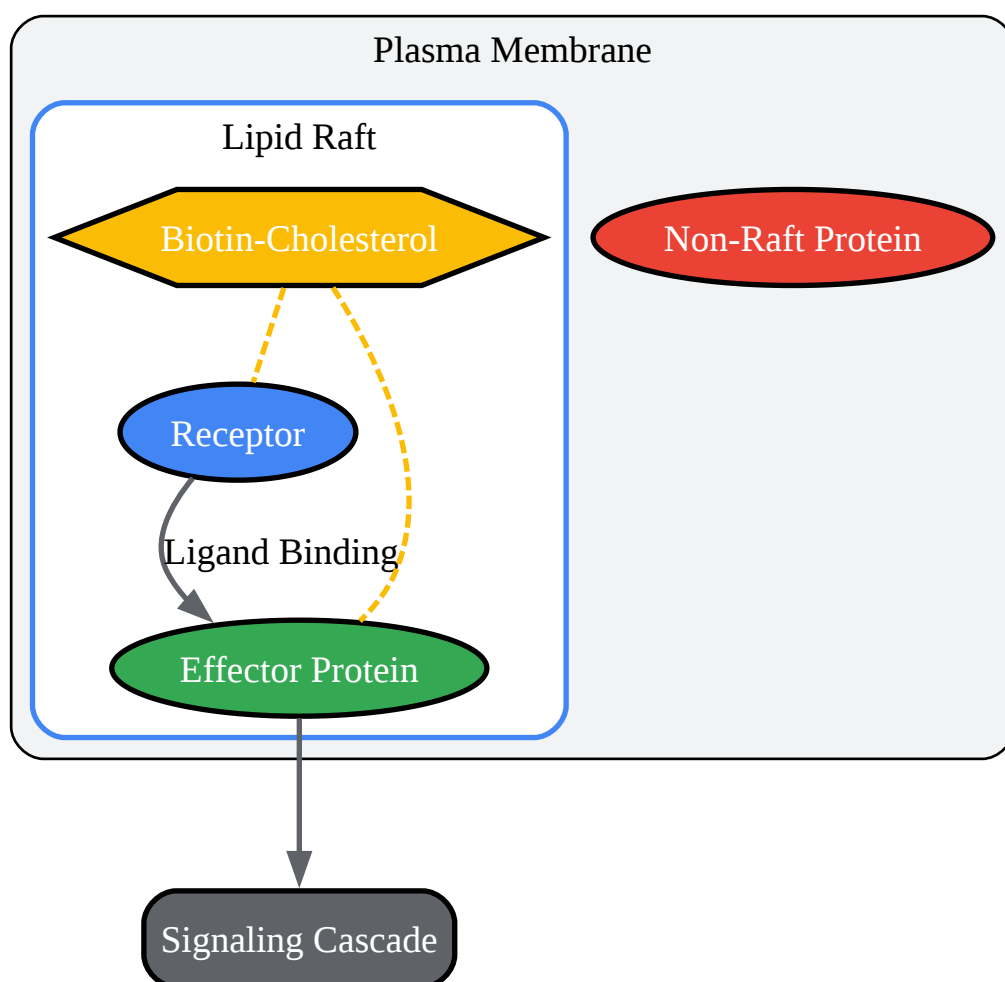 Plasma Membrane
Lipid Raft
Biotin-Cholesterol
Non-Raft Protein
Receptor
Ligand Binding
Effector Protein
Signaling Cascade